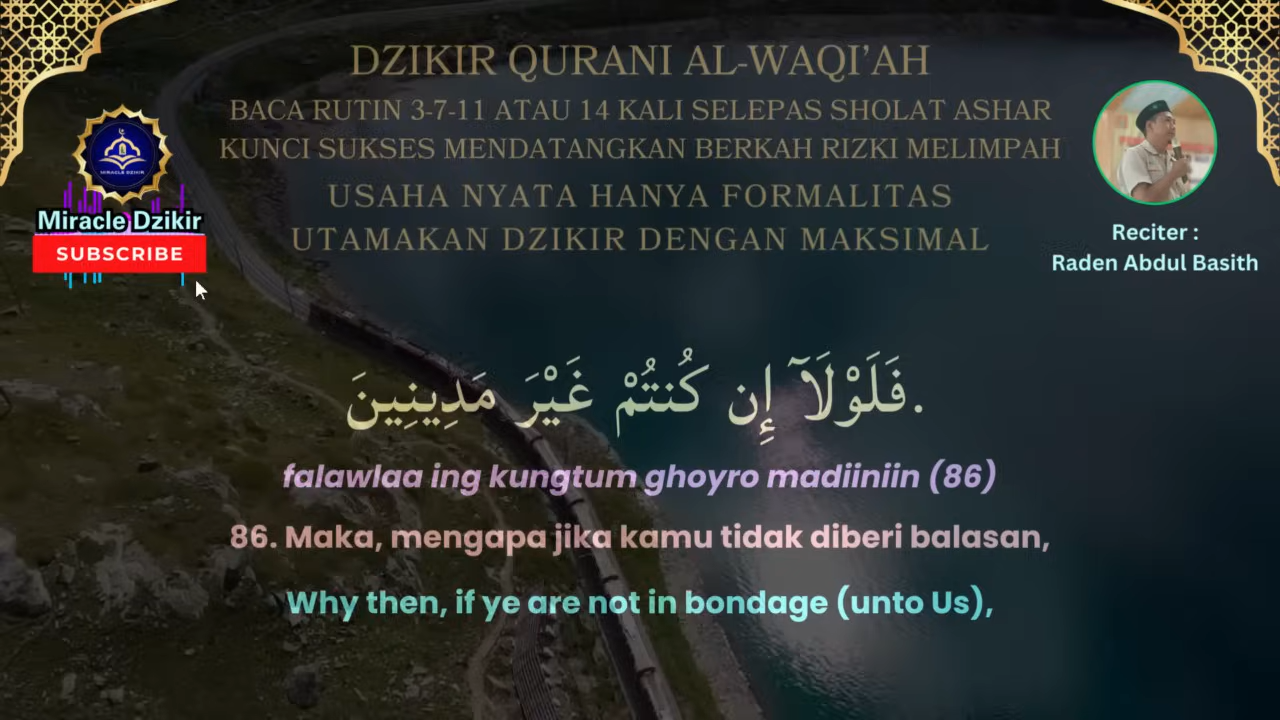 DZIKIR QURANI AL-WAQI'AH
BACA RUTIN 3-7-11 ATAU 14 KALI SELEPAS SHOLAT ASHAR
KUNCI SUKSES MENDATANGKAN BERKAH RIZKI MELIMPAH
USAHA NYATA HANYA FORMALITAS
UTAMAKAN DZIKIR DENGAN MAKSIMAL
MIRACLE DZIKIR
Miracle Dzikir
SUBSCRIBE
Reciter :
Raden Abdul Basith
فَلَوْلَآ إِن كُنتُمْ غَيْرَ مَدِينِينَ.
falawlaa ing kungtum ghoyro madiiniin (86)
86. Maka, mengapa jika kamu tidak diberi balasan,
Why then, if ye are not in bondage (unto Us),